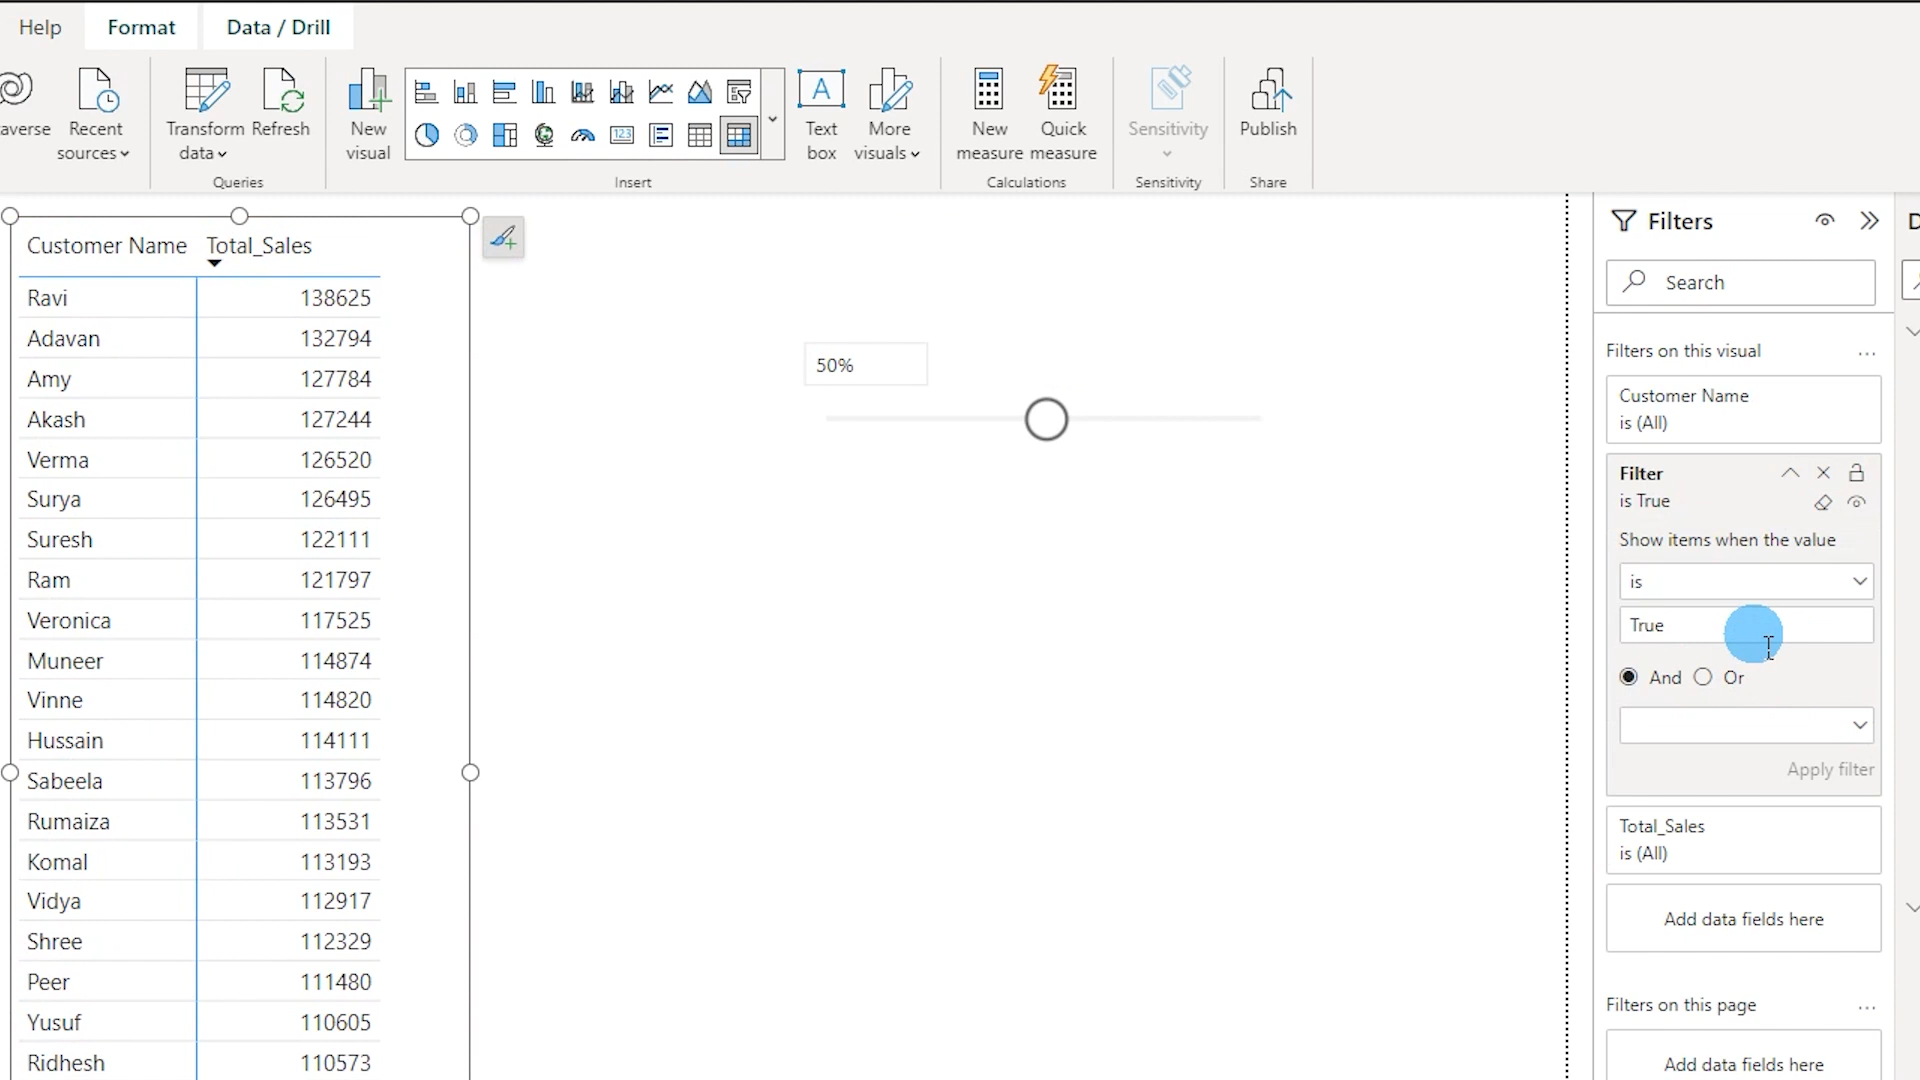 Help
Format
Data / Drill
averse
Recent
sources
Transform
data
Refresh
New
visual
123
A
Text
box
More
visuals
New
measure
Quick
measure
Sensitivity
Publish
Queries
Insert
Calculations
Sensitivity
Share
Customer Name Total_Sales
Ravi 138625
Adavan 132794
Amy 127784
Akash 127244
Verma 126520
Surya 126495
Suresh 122111
Ram 121797
Veronica 117525
Muneer 114874
Vinne 114820
Hussain 114111
Sabeela 113796
Rumaiza 113531
Komal 113193
Vidya 112917
Shree 112329
Peer 111480
Yusuf 110605
Ridhesh 110573
50%
Filters
Search
Filters on this visual ...
Customer Name
is (All)
Filter
is True
Show items when the value
is
True
And Or
Apply filter
Total_Sales
is (All)
Add data fields here
Filters on this page ...
Add data fields here